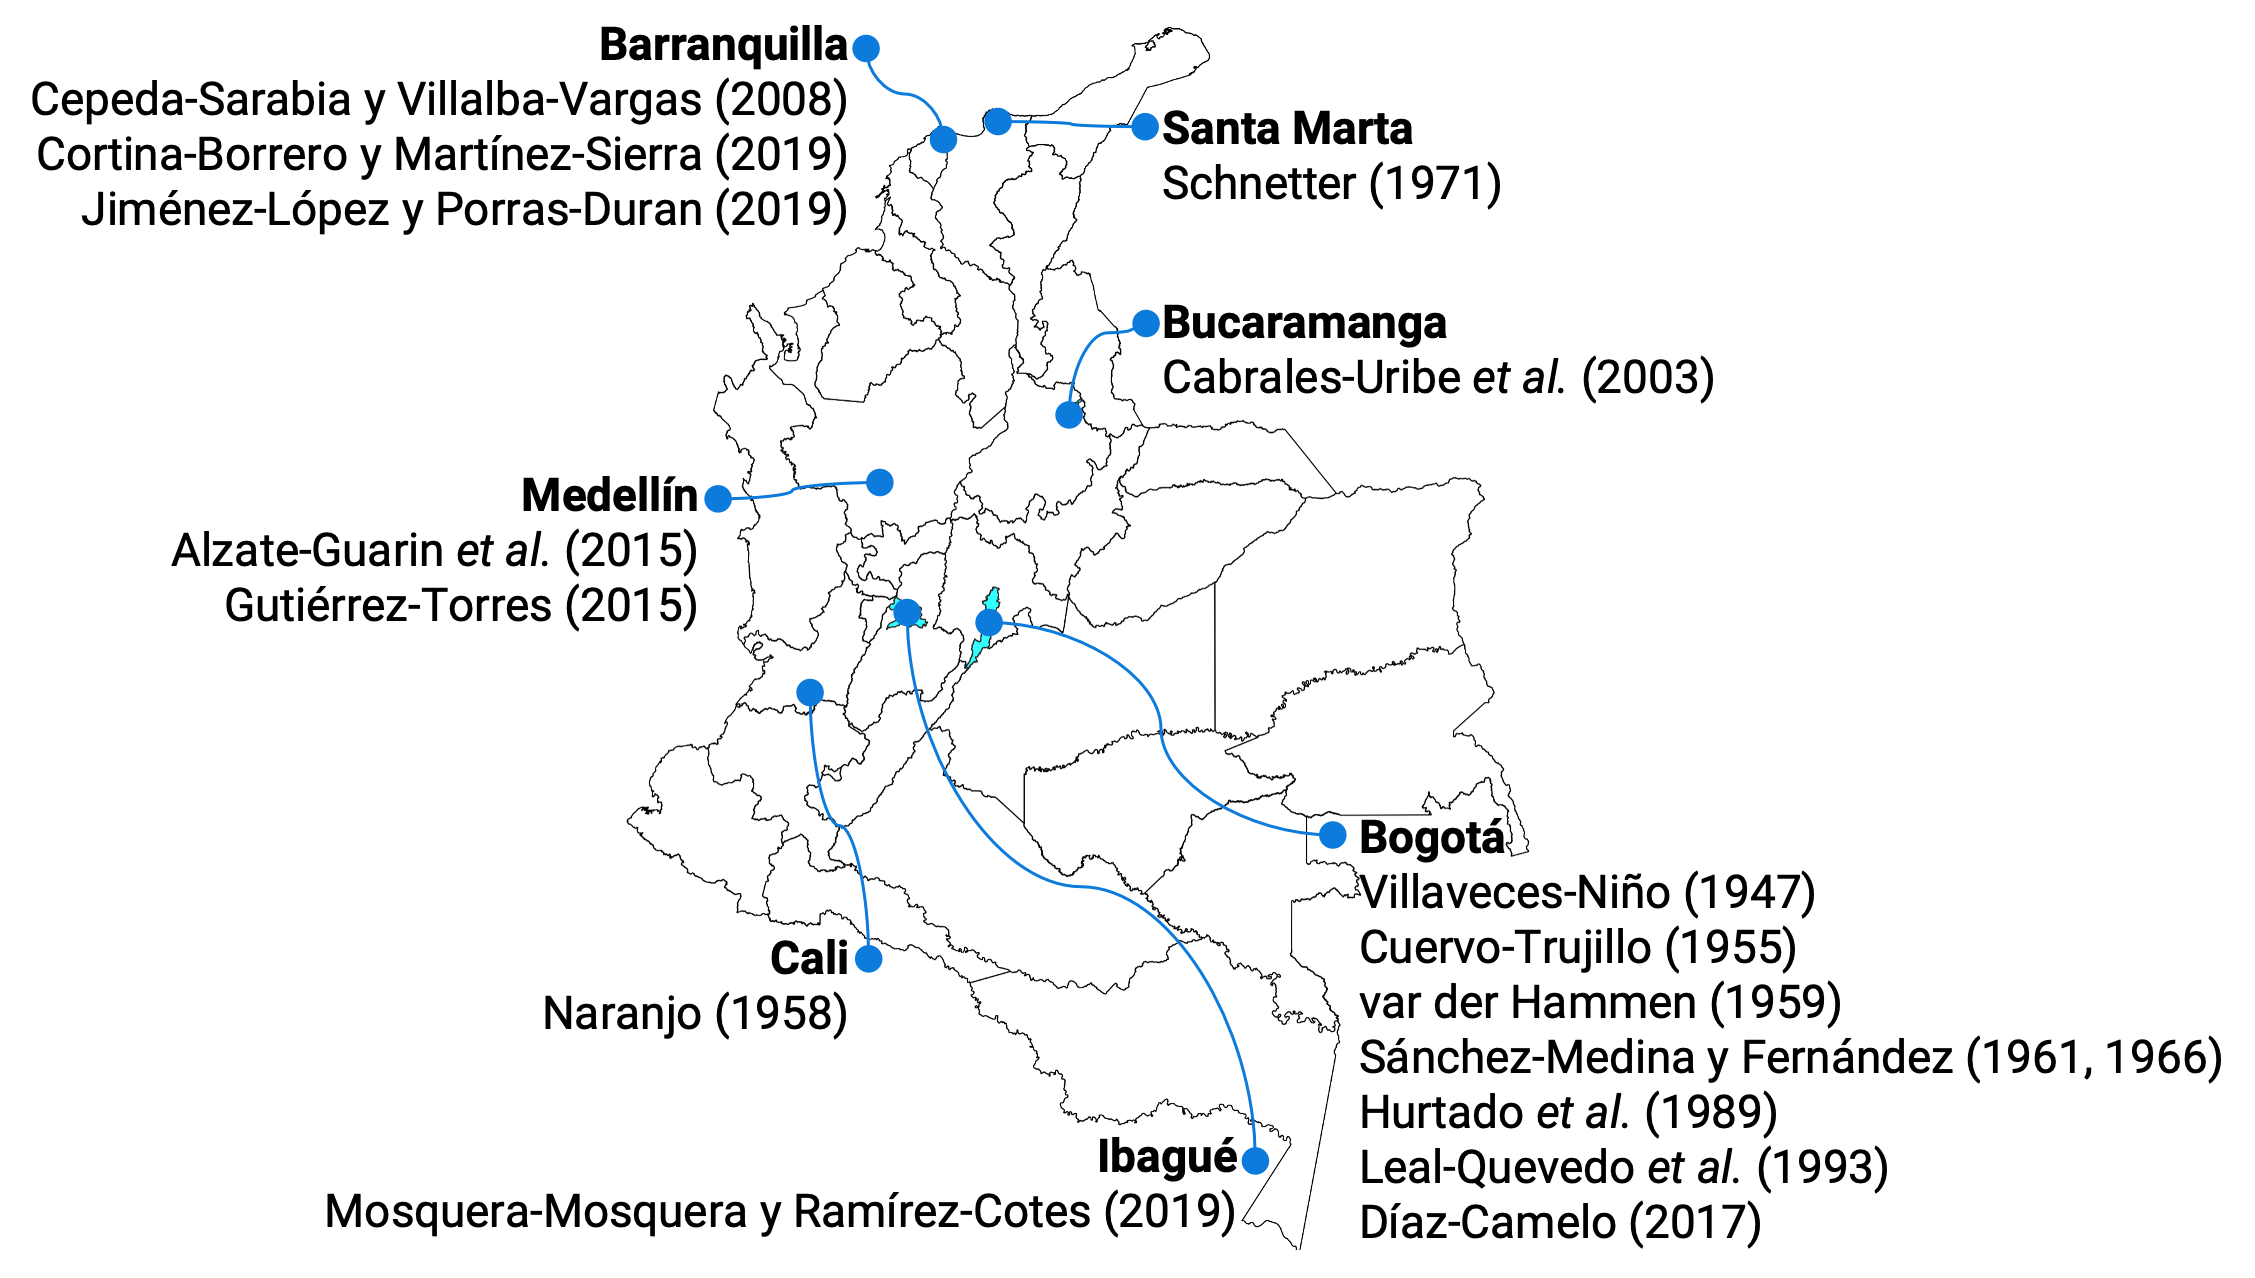 Barranquilla
Cepeda-Sarabia y Villalba-Vargas (2008)
Cortina-Borrero y Martínez-Sierra (2019)
Jiménez-López y Porras-Duran (2019)
Santa Marta
Schnetter (1971)
Bucaramanga
Cabrales-Uribe et al. (2003)
Medellín
Alzate-Guarin et al. (2015)
Gutiérrez-Torres (2015)
Bogotá
Villaveces-Niño (1947)
Cuervo-Trujillo (1955)
var der Hammen (1959)
Sánchez-Medina y Fernández (1961, 1966)
Hurtado et al. (1989)
Leal-Quevedo et al. (1993)
Díaz-Camelo (2017)
Cali
Naranjo (1958)
Ibagué
Mosquera-Mosquera y Ramírez-Cotes (2019)